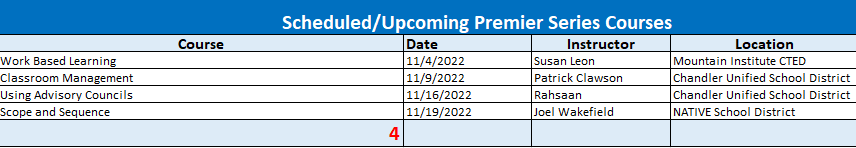 Scheduled/Upcoming Premier Series Courses
Course Date Instructor Location
Work Based Learning 11/4/2022 Susan Leon Mountain Institute CTED
Classroom Management 11/9/2022 Patrick Clawson Chandler Unified School District
Using Advisory Councils 11/16/2022 Rahsaan Chandler Unified School District
Scope and Sequence 11/19/2022 Joel Wakefield NATIVE School District
4